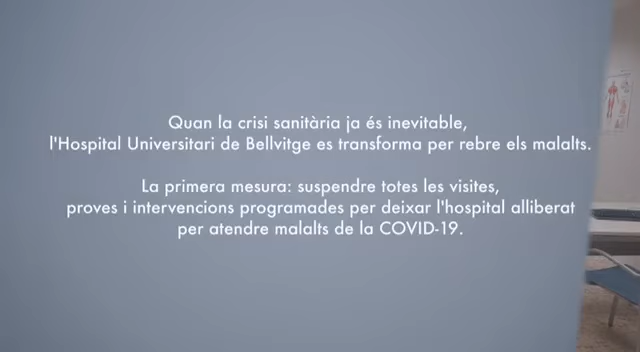 Quan la crisi sanitària ja és inevitable,
l'Hospital Universitari de Bellvitge es transforma per rebre els malalts.
La primera mesura: suspendre totes les visites,
proves i intervencions programades per deixar l'hospital alliberat
per atendre malalts de la COVID-19.